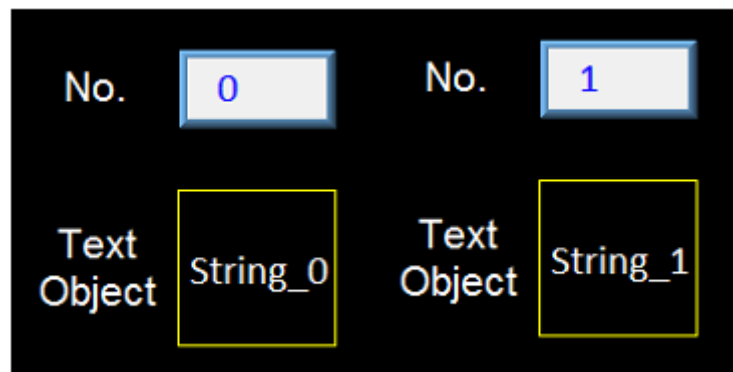 No. 0
No. 1
Text
Object
String_0
Text
Object
String_1